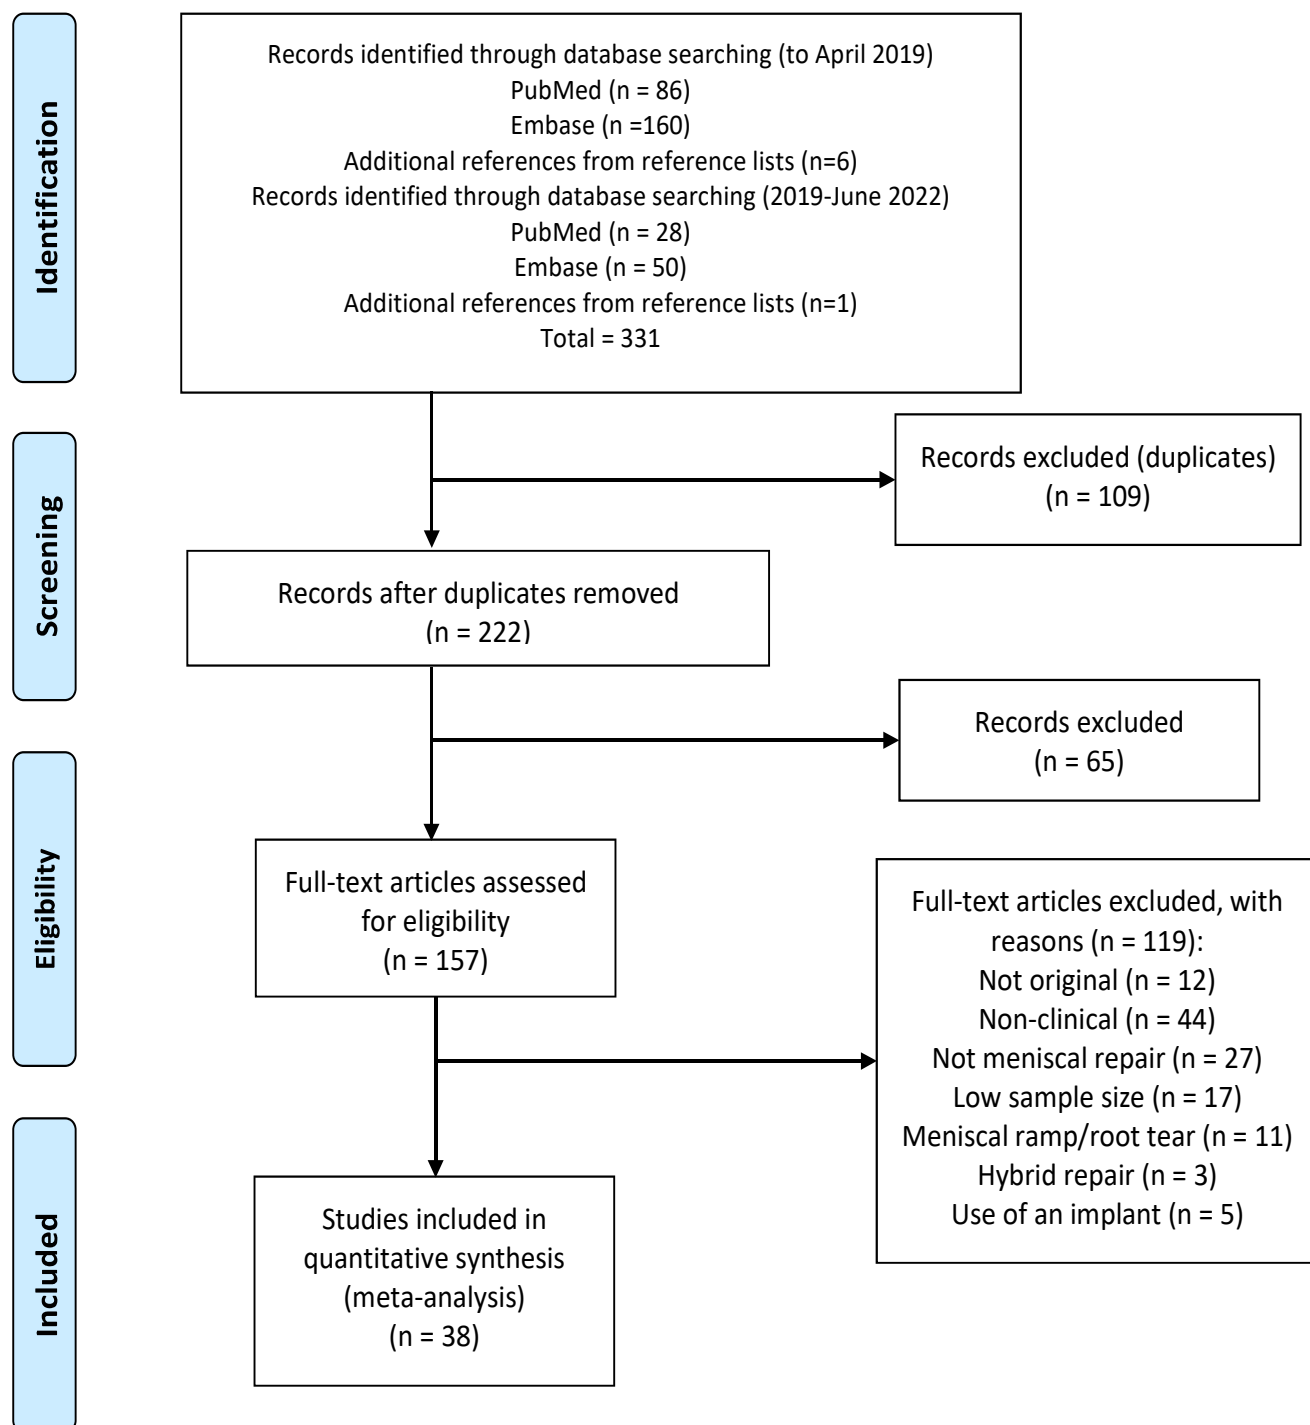 Identification
Records identified through database searching (to April 2019)
PubMed (n = 86)
Embase (n =160)
Additional references from reference lists (n=6)
Records identified through database searching (2019-June 2022)
PubMed (n = 28)
Embase (n = 50)
Additional references from reference lists (n=1)
Total = 331
Screening
Records excluded (duplicates)
(n = 109)
Records after duplicates removed
(n = 222)
Records excluded
(n = 65)
Eligibility
Full-text articles assessed
for eligibility
(n = 157)
Full-text articles excluded, with
reasons (n = 119):
Not original (n = 12)
Non-clinical (n = 44)
Not meniscal repair (n = 27)
Low sample size (n = 17)
Meniscal ramp/root tear (n = 11)
Hybrid repair (n = 3)
Use of an implant (n = 5)
Included
Studies included in
quantitative synthesis
(meta-analysis)
(n = 38)